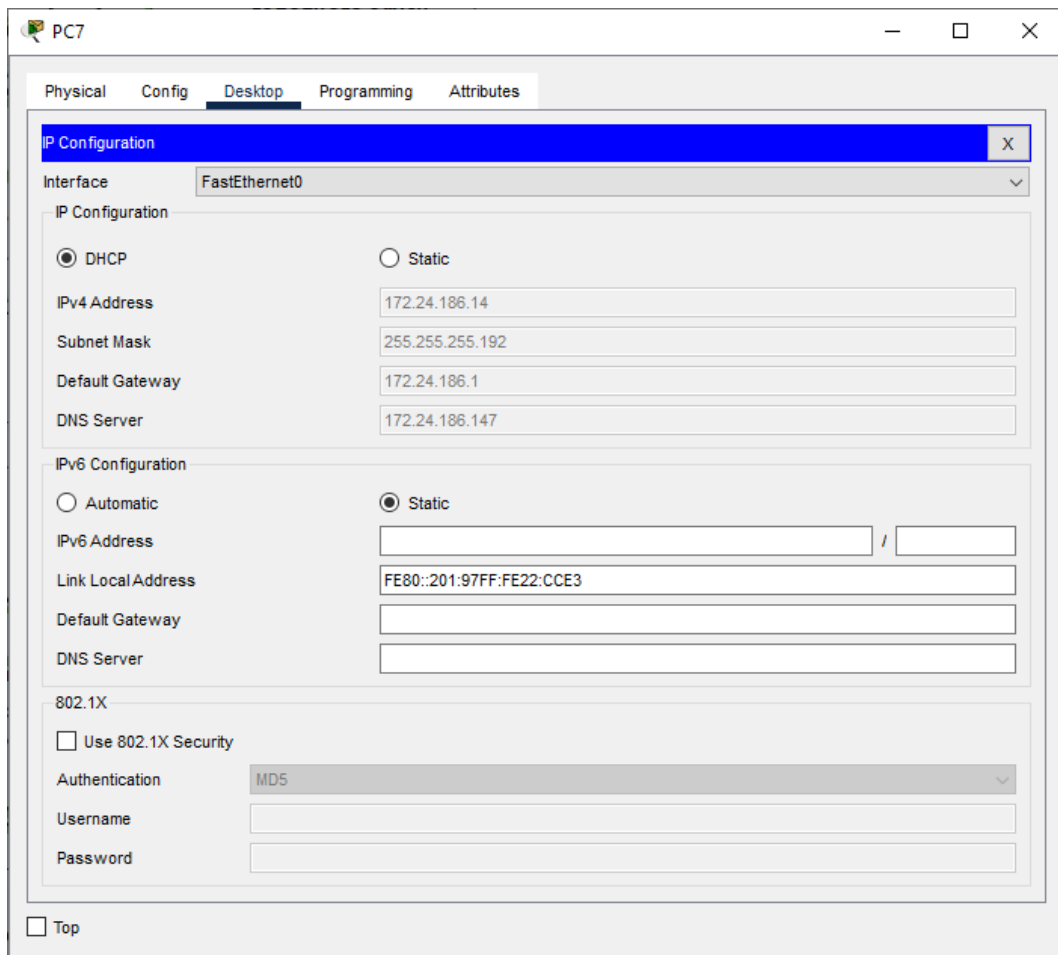 PC7
Physical Config Desktop Programming Attributes
IP Configuration X
Interface FastEthernet0
IP Configuration
DHCP Static
IPv4 Address 172.24.186.14
Subnet Mask 255.255.255.192
Default Gateway 172.24.186.1
DNS Server 172.24.186.147
IPv6 Configuration
Automatic Static
IPv6 Address /
Link Local Address FE80::201:97FF:FE22:CCE3
Default Gateway
DNS Server
802.1X
Use 802.1X Security
Authentication MD5
Username
Password
Top